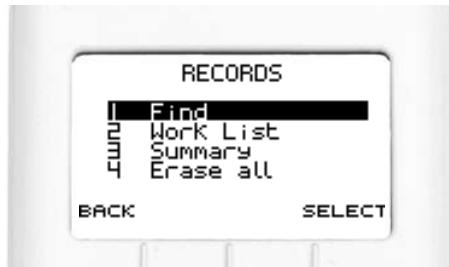 RECORDS
1 Find
2 Work List
3 Summary
4 Erase all
BACK SELECT